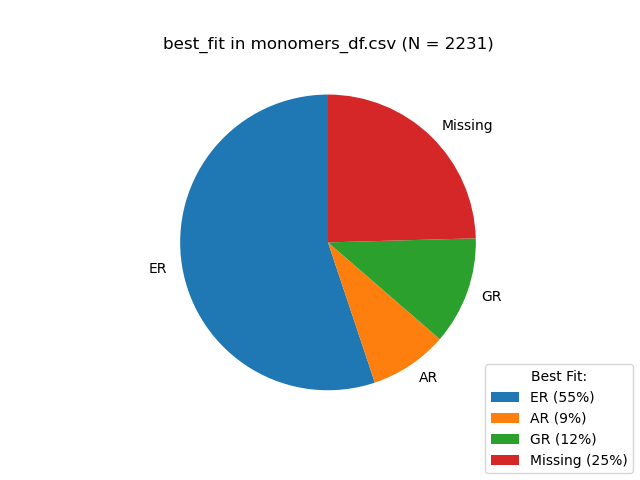 best_fit in monomers_df.csv (N = 2231)
Missing
ER
GR
AR
Best Fit:
ER (55%)
AR (9%)
GR (12%)
Missing (25%)